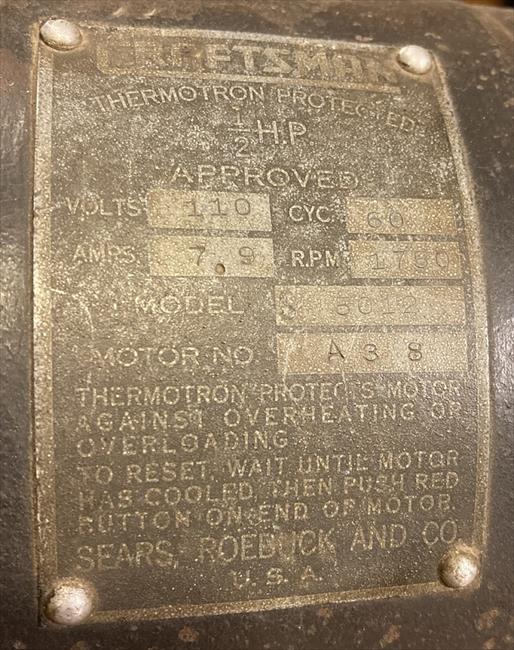 CRAFTSMAN
THERMOTRON PROTECTED
1/2 H.P.
APPROVED
VOLTS 110 CYC. 60
AMPS. 7.9 R.P.M. 1750
MODEL S 6012
MOTOR NO. A38
THERMOTRON PROTECTS MOTOR
AGAINST OVERHEATING OR
OVERLOADING.
TO RESET, WAIT UNTIL MOTOR
HAS COOLED, THEN PUSH RED
BUTTON ON END OF MOTOR.
SEARS, ROEBUCK AND CO.
U.S.A.